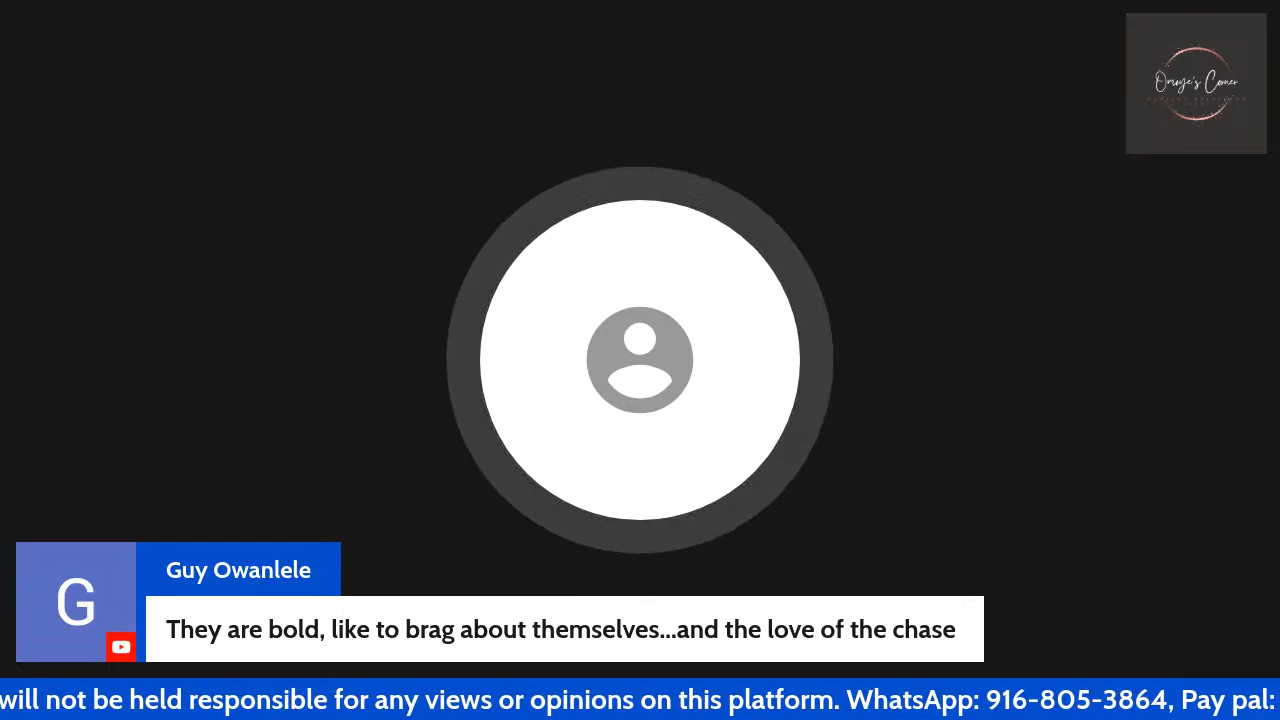 Omoye's Corner
G
Guy Owanlele
They are bold, like to brag about themselves...and the love of the chase
will not be held responsible for any views or opinions on this platform. WhatsApp: 916-805-3864, Pay pal: